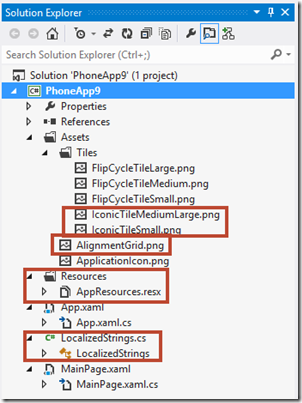 Solution Explorer
Search Solution Explorer (Ctrl+;)
Solution 'PhoneApp9' (1 project)
PhoneApp9
Properties
References
Assets
Tiles
FlipCycleTileLarge.png
FlipCycleTileMedium.png
FlipCycleTileSmall.png
IconicTileMediumLarge.png
IconicTileSmall.png
AlignmentGrid.png
ApplicationIcon.png
Resources
AppResources.resx
App.xaml
App.xaml.cs
C# LocalizedStrings.cs
LocalizedStrings
MainPage.xaml
MainPage.xaml.cs